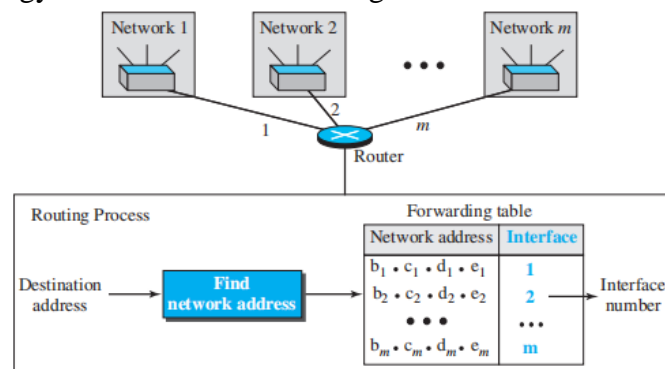 Network 1
Network 2
• • •
Network m
1
2
m
Router
Routing Process
Forwarding table
Network address Interface
Destination
address
Find
network address
b₁ • c₁ • d₁ • e₁ 1
b₂ • c₂ • d₂ • e₂ 2
• • • • • •
bₘ • cₘ • dₘ • eₘ m
Interface
number